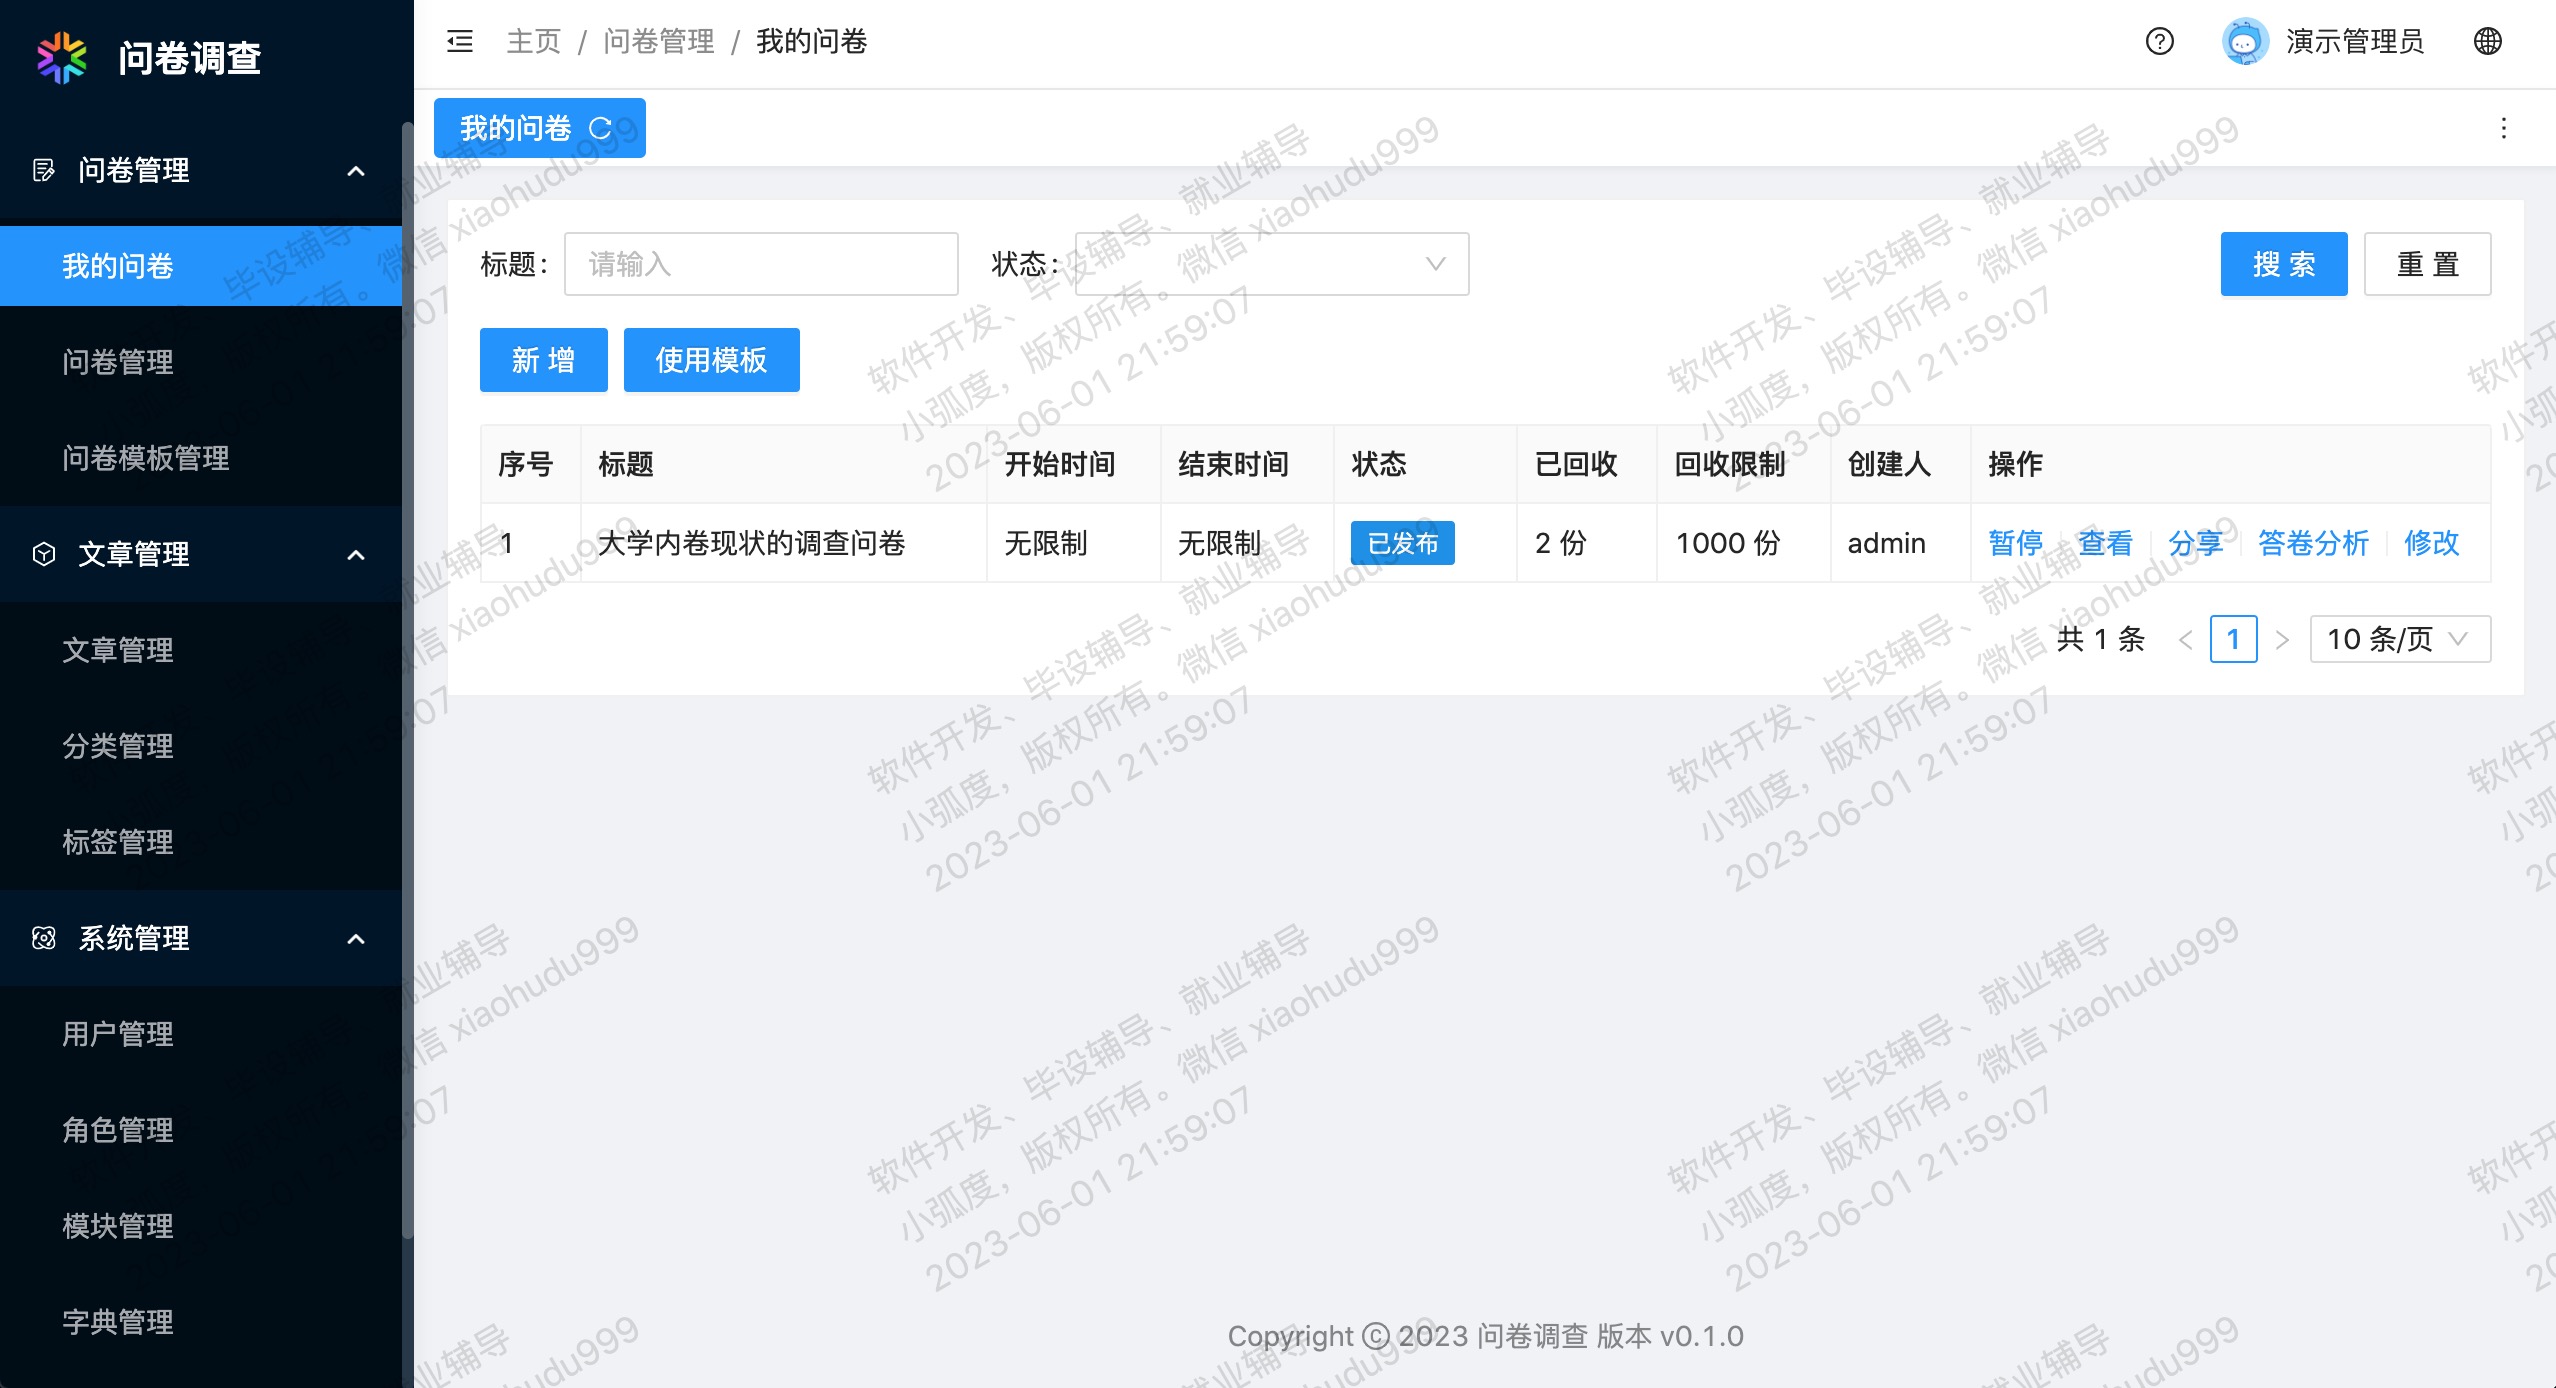 问卷调查
主页 / 问卷管理 / 我的问卷
演示管理员
我的问卷
问卷管理
我的问卷
问卷管理
问卷模板管理
文章管理
文章管理
分类管理
标签管理
系统管理
用户管理
角色管理
模块管理
字典管理
标题: 请输入 状态: 搜 索 重 置
新 增 使用模板
序号 标题 开始时间 结束时间 状态 已回收 回收限制 创建人 操作
1 大学内卷现状的调查问卷 无限制 无限制 已发布 2 份 1000 份 admin 暂停 查看 分享 答卷分析 修改
共 1 条 < 1 > 10 条/页
软件开发、毕设辅导、就业辅导
小弧度，版权所有。微信 xiaohudu999
2023-06-01 21:59:07
Copyright © 2023 问卷调查 版本 v0.1.0